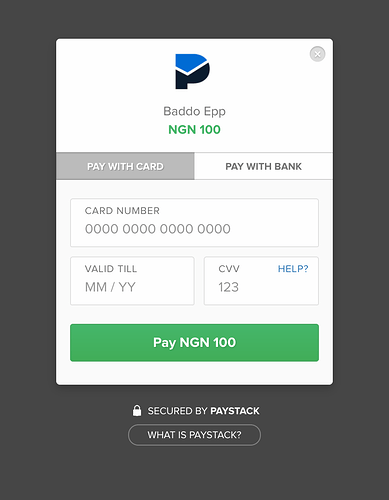 Baddo Epp
NGN 100
PAY WITH CARD
PAY WITH BANK
CARD NUMBER
0000 0000 0000 0000
VALID TILL
MM / YY
CVV
HELP?
123
Pay NGN 100
SECURED BY PAYSTACK
WHAT IS PAYSTACK?